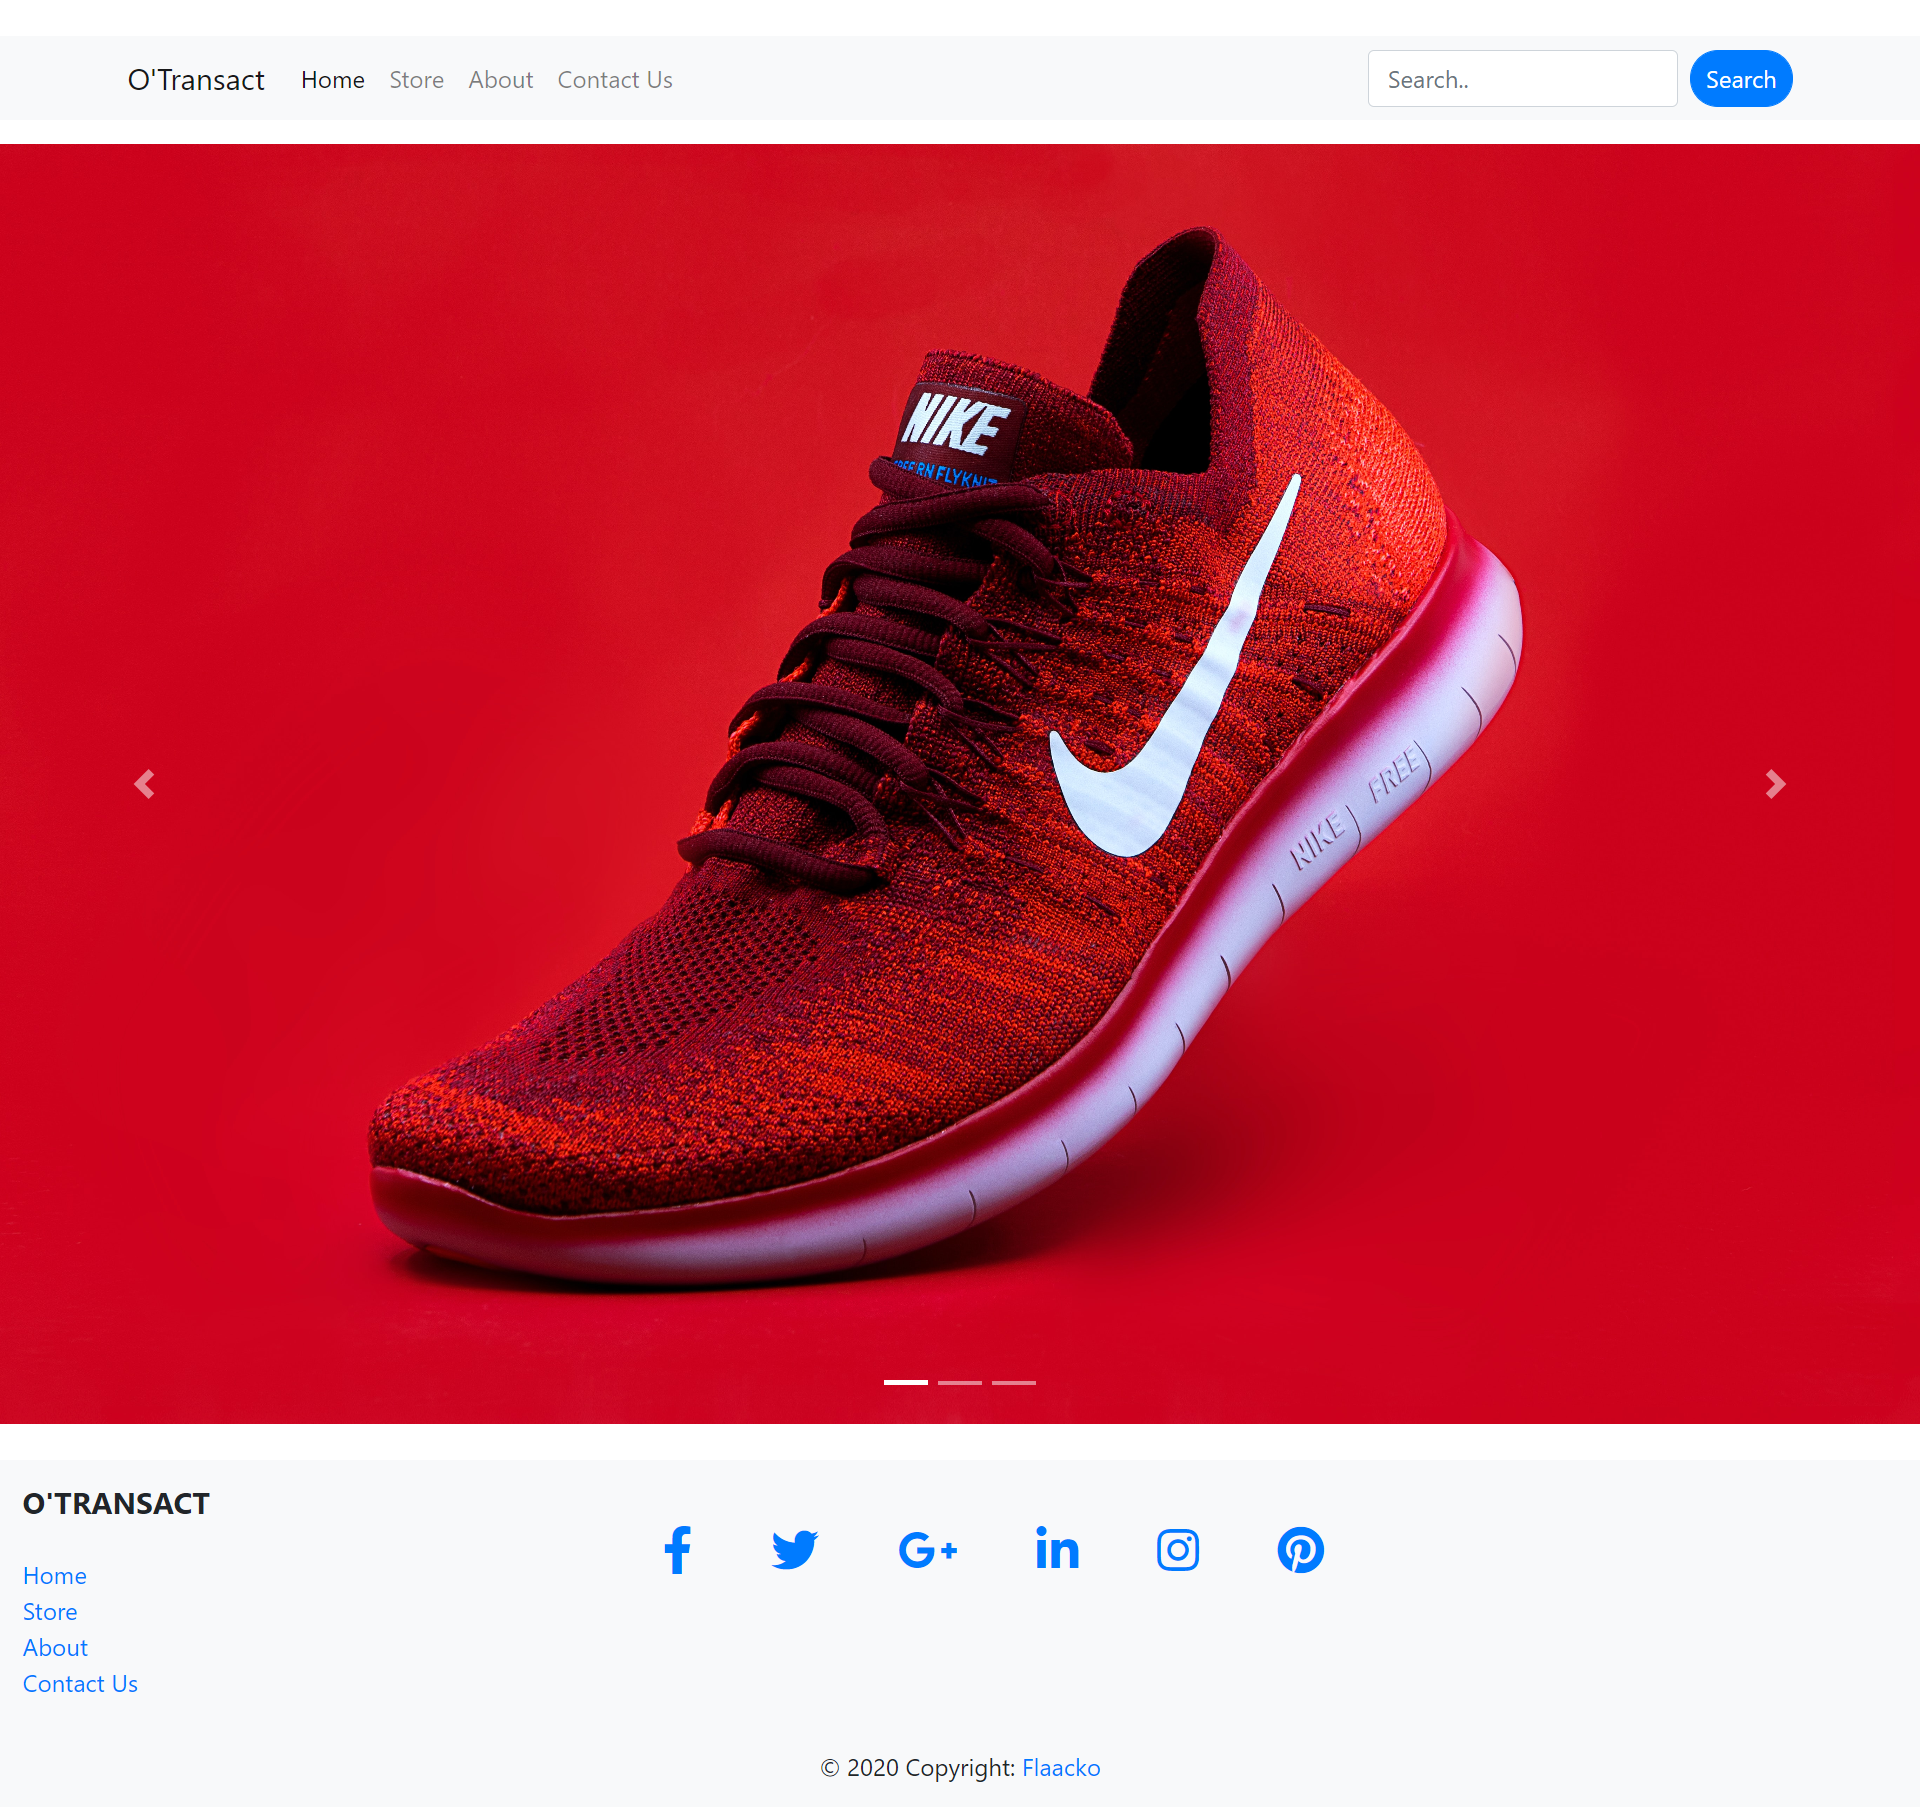 O'Transact Home Store About Contact Us Search.. Search
NIKE
RN FLYKNIT
NIKE FREE
O'TRANSACT
Home
Store
About
Contact Us
© 2020 Copyright: Flaacko